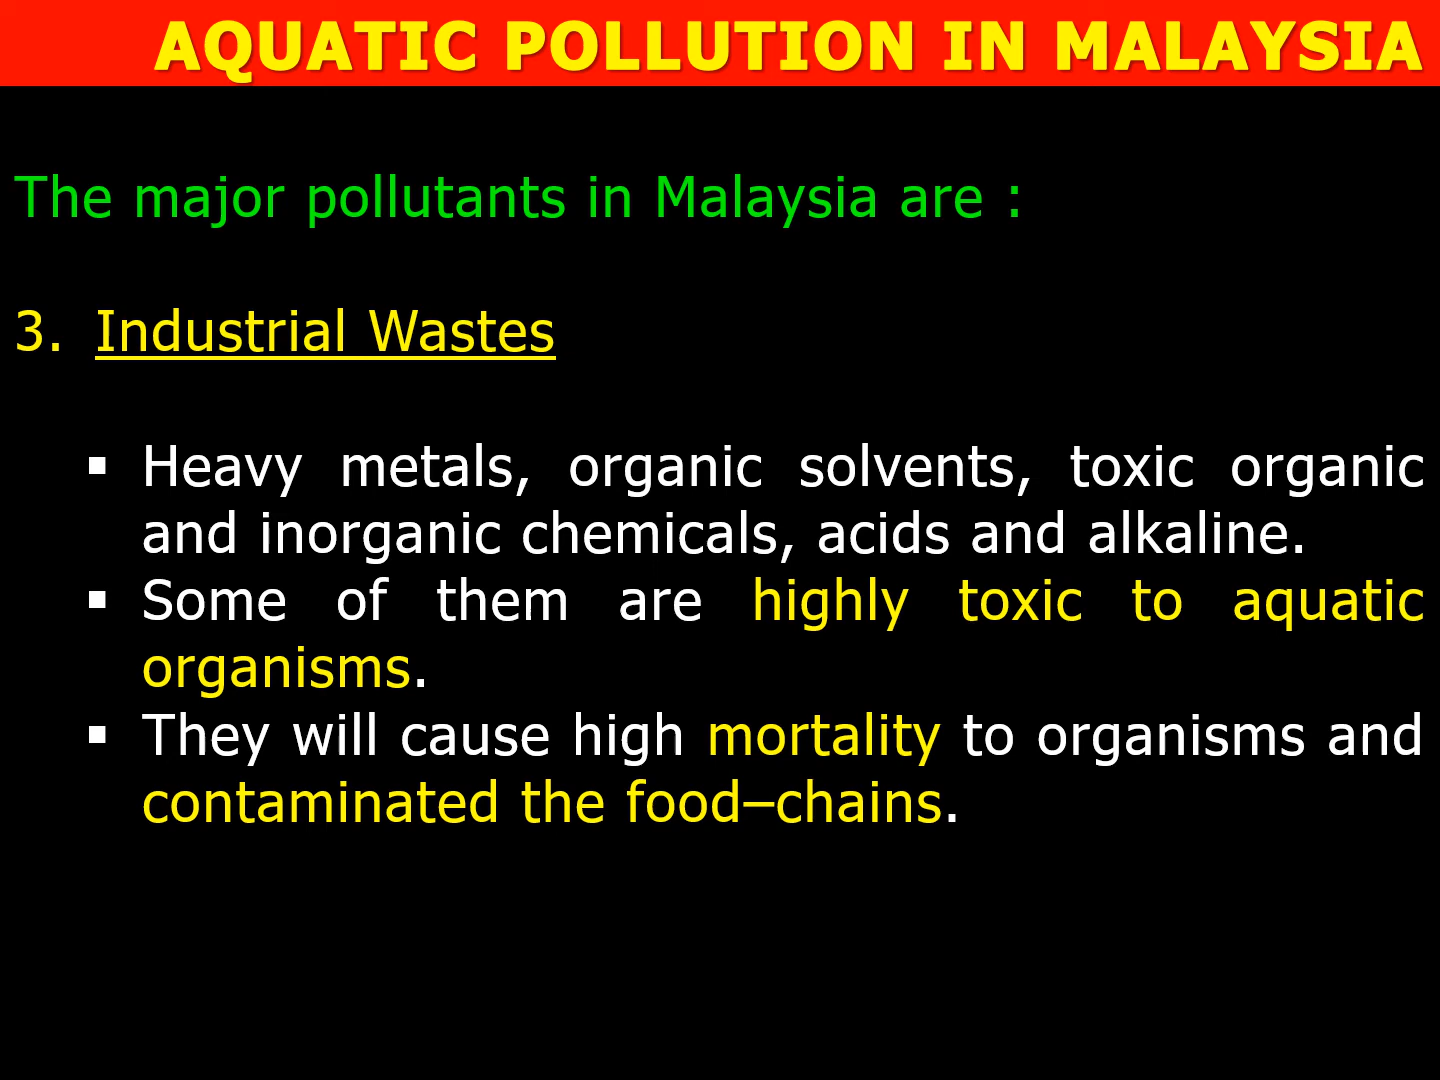 AQUATIC POLLUTION IN MALAYSIA
The major pollutants in Malaysia are :
3. Industrial Wastes
▪ Heavy metals, organic solvents, toxic organic
and inorganic chemicals, acids and alkaline.
▪ Some of them are highly toxic to aquatic
organisms.
▪ They will cause high mortality to organisms and
contaminated the food–chains.